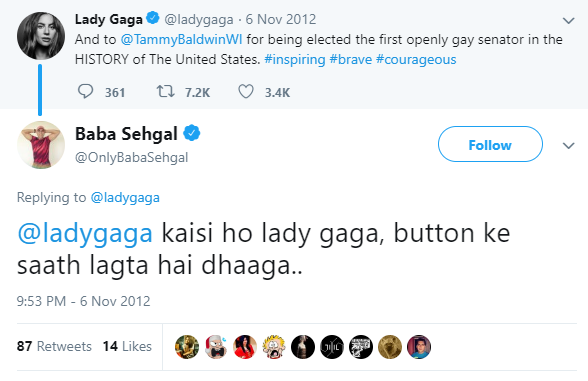 Lady Gaga @ladygaga · 6 Nov 2012
And to @TammyBaldwinWI for being elected the first openly gay senator in the
HISTORY of The United States. #inspiring #brave #courageous
361 7.2K 3.4K
Baba Sehgal
@OnlyBabaSehgal
Follow
Replying to @ladygaga
@ladygaga kaisi ho lady gaga, button ke
saath lagta hai dhaaga..
9:53 PM - 6 Nov 2012
87 Retweets 14 Likes